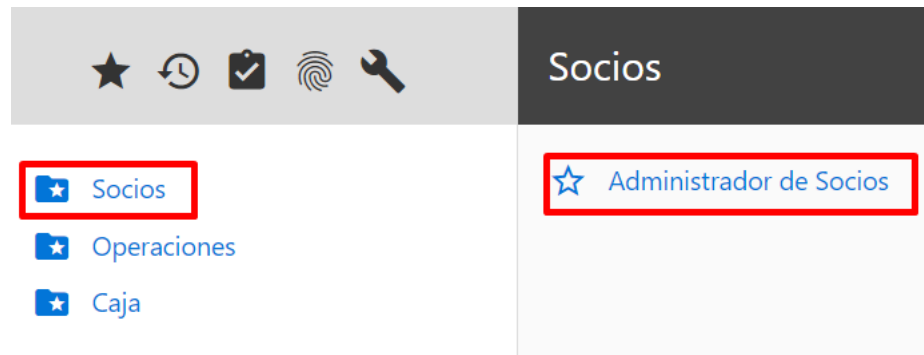 Socios
Socios
Administrador de Socios
Operaciones
Caja